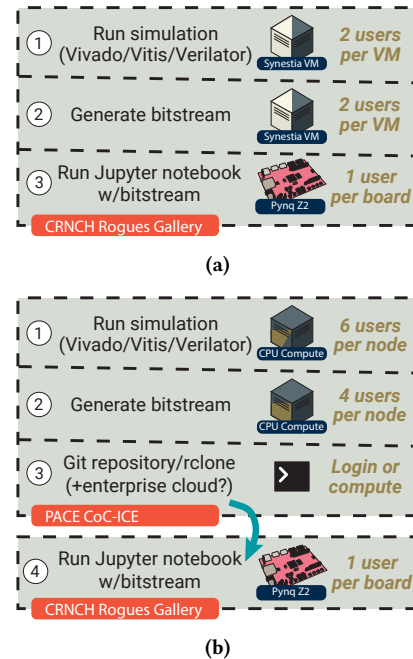 1
Run simulation
(Vivado/Vitis/Verilator)
Synestia VM
2 users
per VM
2
Generate bitstream
Synestia VM
2 users
per VM
3
Run Jupyter notebook
w/bitstream
Pynq Z2
1 user
per board
CRNCH Rogues Gallery
(a)
1
Run simulation
(Vivado/Vitis/Verilator)
CPU Compute
6 users
per node
2
Generate bitstream
CPU Compute
4 users
per node
3
Git repository/rclone
(+enterprise cloud?)
Login or
compute
PACE CoC-ICE
4
Run Jupyter notebook
w/bitstream
Pynq Z2
1 user
per board
CRNCH Rogues Gallery
(b)